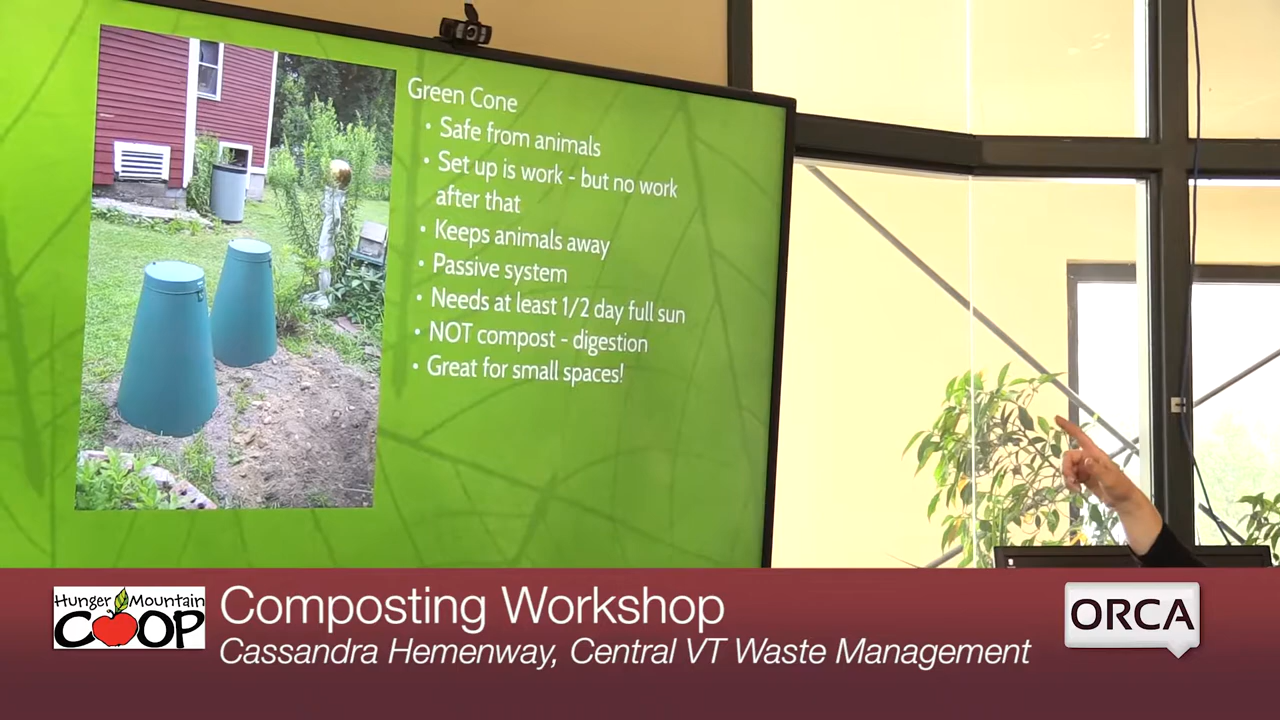 Green Cone
• Safe from animals
• Set up is work - but no work
after that
• Keeps animals away
• Passive system
• Needs at least 1/2 day full sun
• NOT compost - digestion
• Great for small spaces!
Hunger Mountain
COOP
Composting Workshop
Cassandra Hemenway, Central VT Waste Management
ORCA